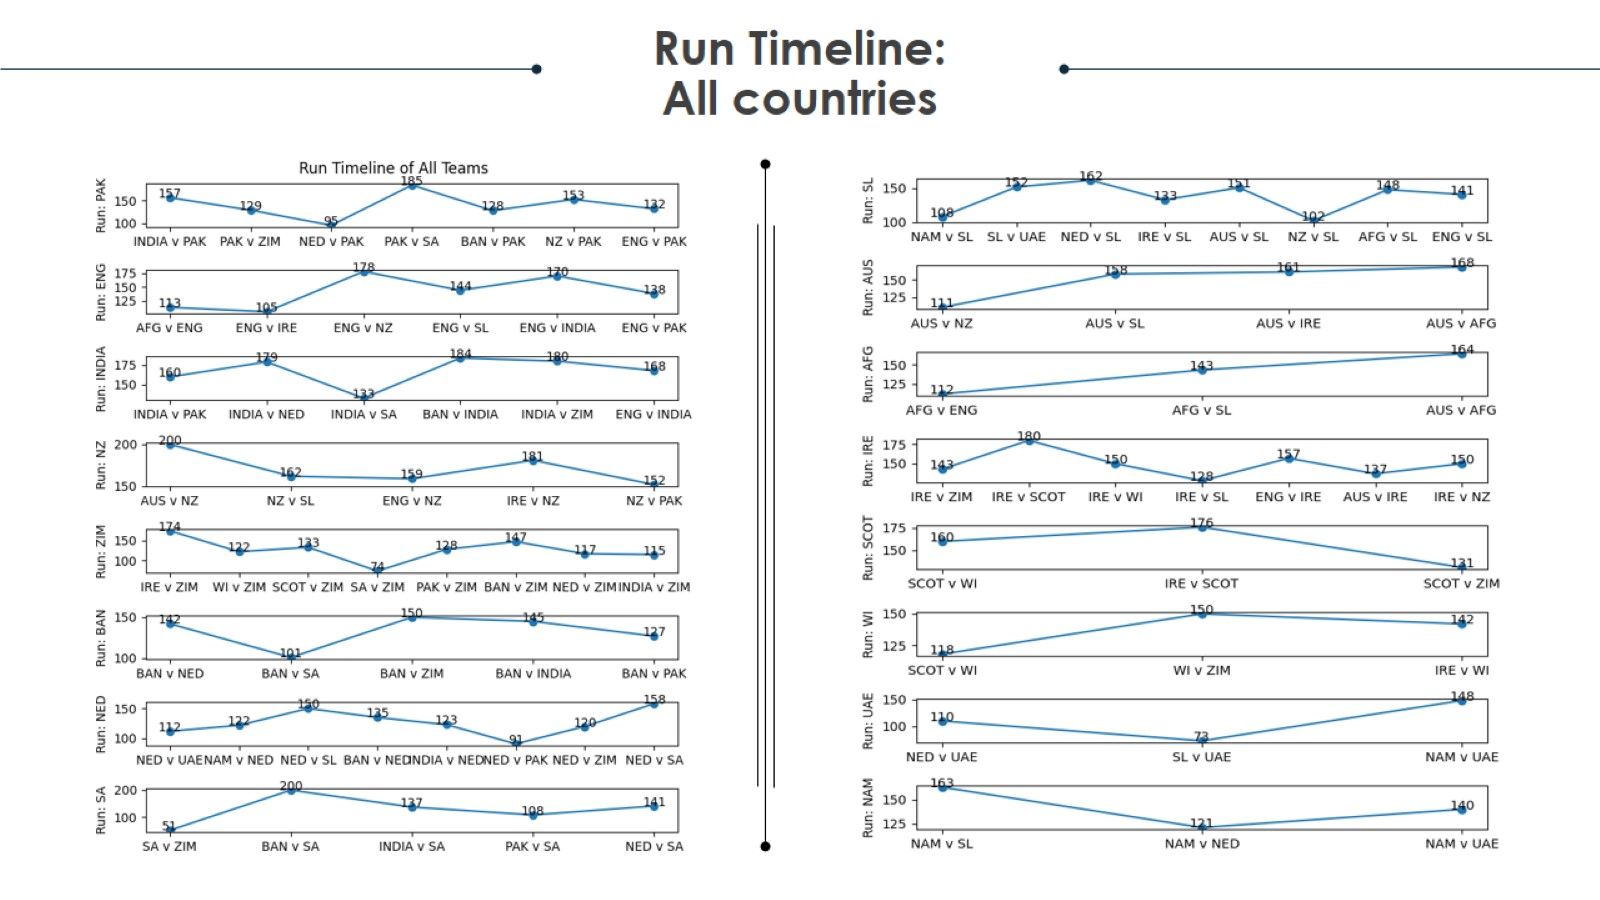 Run Timeline:
All countries
Run Timeline of All Teams
Run: PAK
150
100
157 129 95 185 128 153 132
INDIA v PAK PAK v ZIM NED v PAK PAK v SA BAN v PAK NZ v PAK ENG v PAK
Run: ENG
175
150
125
113 105 178 144 170 138
AFG v ENG ENG v IRE ENG v NZ ENG v SL ENG v INDIA ENG v PAK
Run: INDIA
175
150
160 179 133 184 180 168
INDIA v PAK INDIA v NED INDIA v SA BAN v INDIA INDIA v ZIM ENG v INDIA
Run: NZ
200
150
200 162 159 181 152
AUS v NZ NZ v SL ENG v NZ IRE v NZ NZ v PAK
Run: ZIM
150
100
174 122 133 74 128 147 117 115
IRE v ZIM WI v ZIM SCOT v ZIM SA v ZIM PAK v ZIM BAN v ZIM NED v ZIM INDIA v ZIM
Run: BAN
150
100
142 101 150 145 127
BAN v NED BAN v SA BAN v ZIM BAN v INDIA BAN v PAK
Run: NED
150
100
112 122 150 135 123 91 120 158
NED v UAE NAM v NED NED v SL BAN v NED INDIA v NED NED v PAK NED v ZIM NED v SA
Run: SA
200
100
51 200 137 108 141
SA v ZIM BAN v SA INDIA v SA PAK v SA NED v SA
Run: SL
150
100
108 152 162 133 151 102 148 141
NAM v SL SL v UAE NED v SL IRE v SL AUS v SL NZ v SL AFG v SL ENG v SL
Run: AUS
150
125
111 158 161 168
AUS v NZ AUS v SL AUS v IRE AUS v AFG
Run: AFG
150
125
112 143 164
AFG v ENG AFG v SL AUS v AFG
Run: IRE
175
150
143 180 150 128 157 137 150
IRE v ZIM IRE v SCOT IRE v WI IRE v SL ENG v IRE AUS v IRE IRE v NZ
Run: SCOT
175
150
160 176 131
SCOT v WI IRE v SCOT SCOT v ZIM
Run: WI
150
125
118 150 142
SCOT v WI WI v ZIM IRE v WI
Run: UAE
150
100
110 73 148
NED v UAE SL v UAE NAM v UAE
Run: NAM
150
125
163 121 140
NAM v SL NAM v NED NAM v UAE